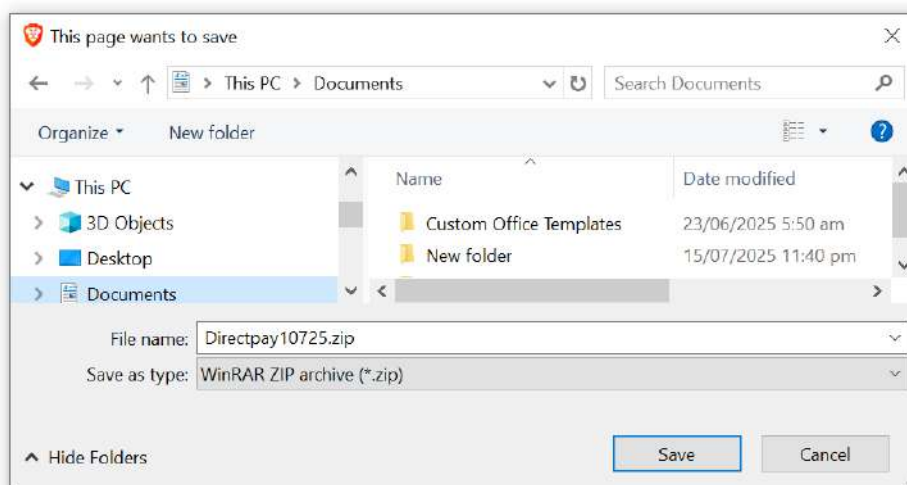 This page wants to save
This PC > Documents
Search Documents
Organize
New folder
This PC
3D Objects
Desktop
Documents
Name
Date modified
Custom Office Templates
23/06/2025 5:50 am
New folder
15/07/2025 11:40 pm
File name: Directpay10725.zip
Save as type: WinRAR ZIP archive (*.zip)
Hide Folders
Save
Cancel